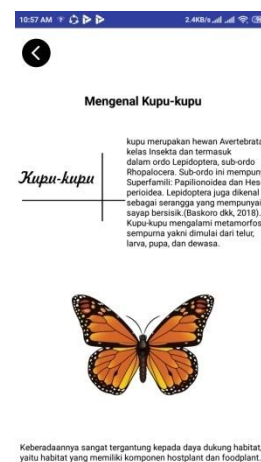 10:57 AM
2.4KB/s
Mengenal Kupu-kupu
Kupu-kupu
kupu merupakan hewan Avertebrata
kelas Insekta dan termasuk
dalam ordo Lepidoptera, sub-ordo
Rhopalocera. Sub-ordo ini mempun
Superfamili: Papilionoidea dan Hes
perioidea. Lepidoptera juga dikenal
sebagai serangga yang mempunyai
sayap bersisik.(Baskoro dkk, 2018).
Kupu-kupu mengalami metamorfos
sempurna yakni dimulai dari telur,
larva, pupa, dan dewasa.
Keberadaannya sangat tergantung kepada daya dukung habitat,
yaitu habitat yang memiliki komponen hostplant dan foodplant.